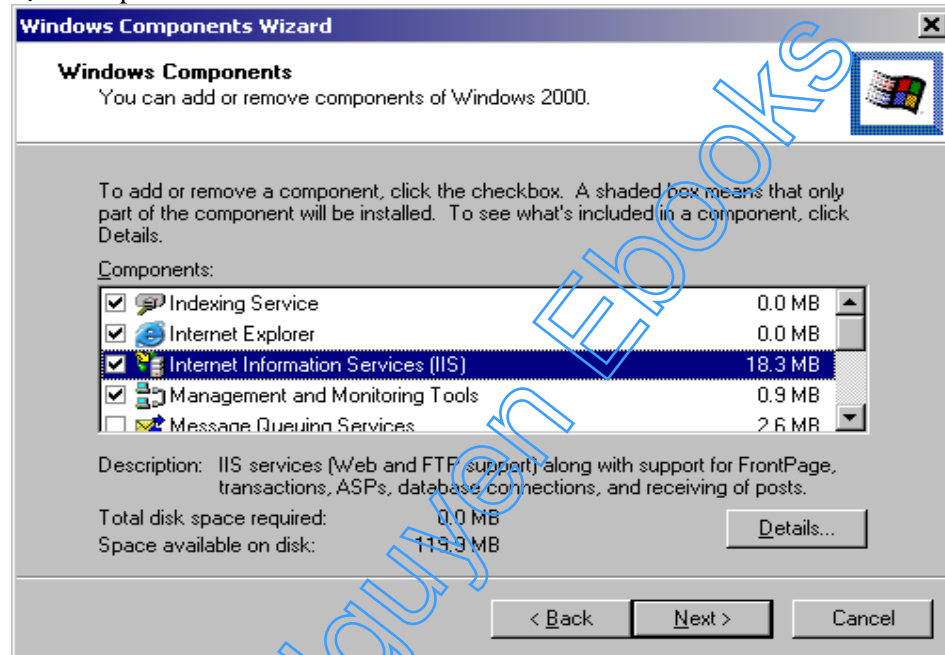 Windows Components Wizard
Windows Components
You can add or remove components of Windows 2000.
To add or remove a component, click the checkbox. A shaded box means that only
part of the component will be installed. To see what's included in a component, click
Details.
Components:
Indexing Service 0.0 MB
Internet Explorer 0.0 MB
Internet Information Services (IIS) 18.3 MB
Management and Monitoring Tools 0.9 MB
Message Queuing Services 2.6 MB
Description: IIS services (Web and FTP support) along with support for FrontPage,
transactions, ASPs, database connections, and receiving of posts.
Total disk space required: 0.0 MB
Space available on disk: 119.9 MB
Details...
< Back Next > Cancel
Nguyen Ebooks